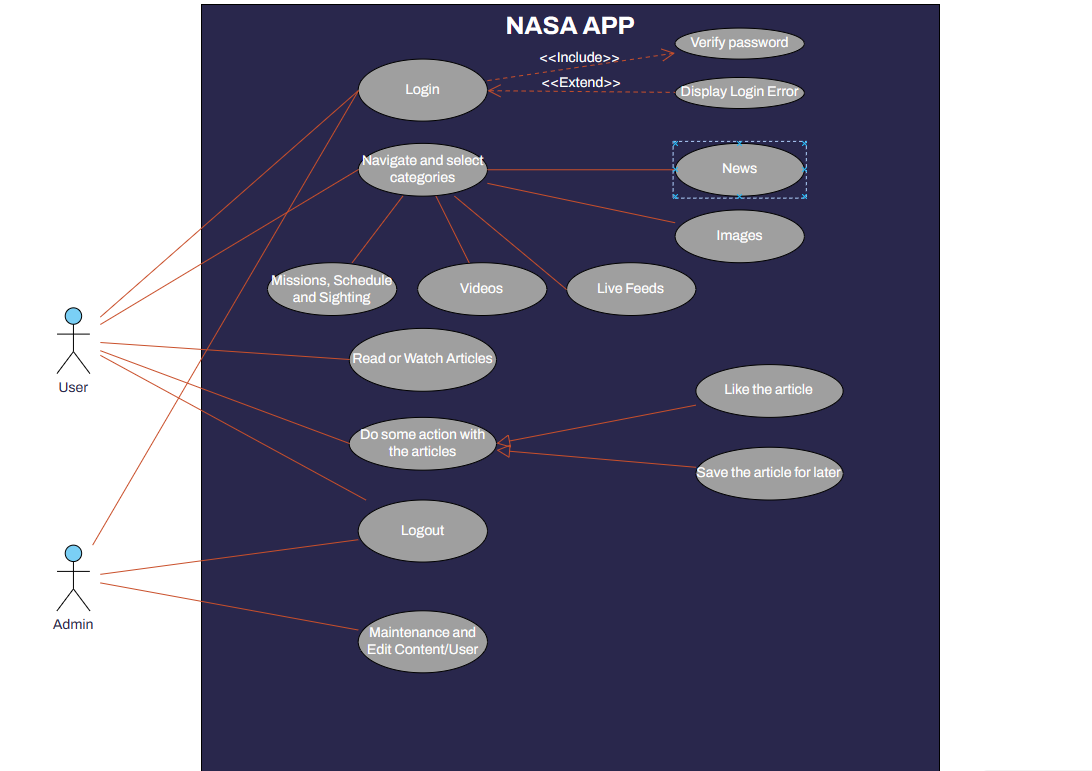 NASA APP
Verify password
<<Include>>
<<Extend>>
Login
Display Login Error
Navigate and select
categories
News
Images
Missions, Schedule
and Sighting
Videos
Live Feeds
User
Read or Watch Articles
Like the article
Do some action with
the articles
Save the article for later
Logout
Admin
Maintenance and
Edit Content/User